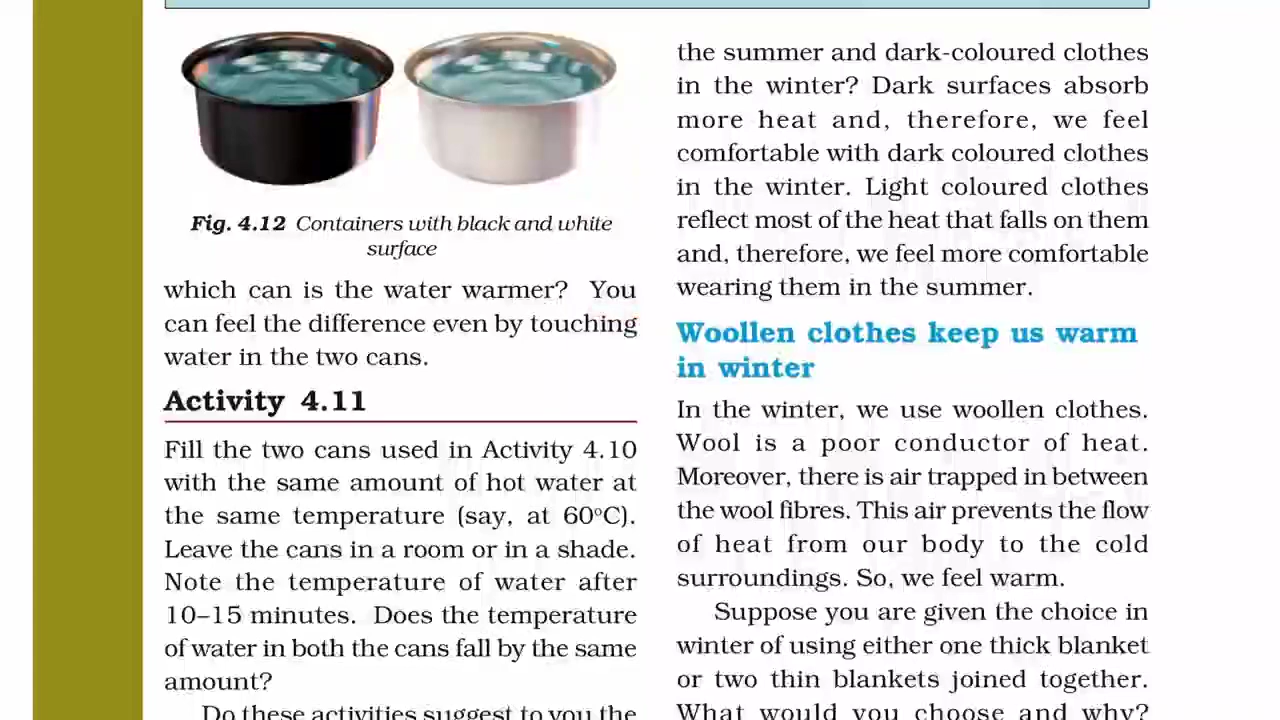 Fig. 4.12 Containers with black and white
surface
which can is the water warmer? You
can feel the difference even by touching
water in the two cans.
Activity 4.11
Fill the two cans used in Activity 4.10
with the same amount of hot water at
the same temperature (say, at 60°C).
Leave the cans in a room or in a shade.
Note the temperature of water after
10–15 minutes. Does the temperature
of water in both the cans fall by the same
amount?
Do these activities suggest to you the
the summer and dark-coloured clothes
in the winter? Dark surfaces absorb
more heat and, therefore, we feel
comfortable with dark coloured clothes
in the winter. Light coloured clothes
reflect most of the heat that falls on them
and, therefore, we feel more comfortable
wearing them in the summer.
Woollen clothes keep us warm
in winter
In the winter, we use woollen clothes.
Wool is a poor conductor of heat.
Moreover, there is air trapped in between
the wool fibres. This air prevents the flow
of heat from our body to the cold
surroundings. So, we feel warm.
Suppose you are given the choice in
winter of using either one thick blanket
or two thin blankets joined together.
What would you choose and why?